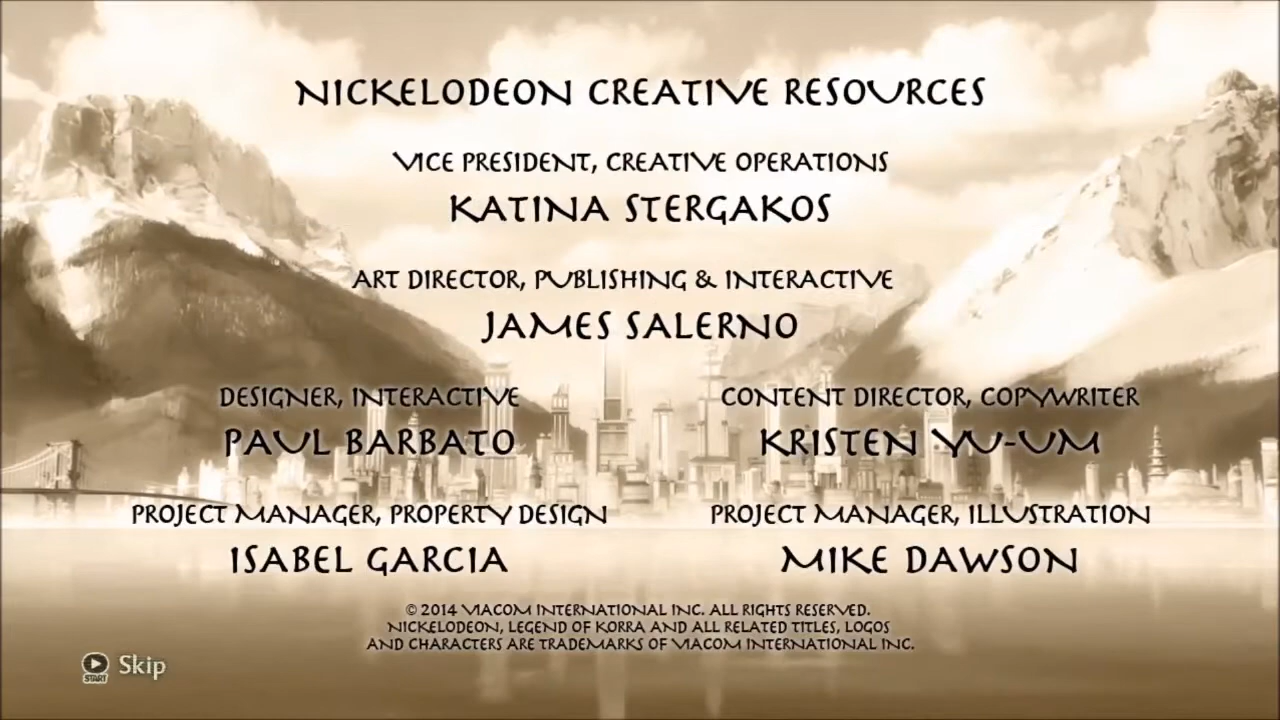 NICKELODEON CREATIVE RESOURCES
VICE PRESIDENT, CREATIVE OPERATIONS
KATINA STERGAKOS
ART DIRECTOR, PUBLISHING & INTERACTIVE
JAMES SALERNO
DESIGNER, INTERACTIVE
PAUL BARBATO
CONTENT DIRECTOR, COPYWRITER
KRISTEN YU-UM
PROJECT MANAGER, PROPERTY DESIGN
ISABEL GARCIA
PROJECT MANAGER, ILLUSTRATION
MIKE DAWSON
© 2014 VIACOM INTERNATIONAL INC. ALL RIGHTS RESERVED.
NICKELODEON, LEGEND OF KORRA AND ALL RELATED TITLES, LOGOS
AND CHARACTERS ARE TRADEMARKS OF VIACOM INTERNATIONAL INC.
START Skip